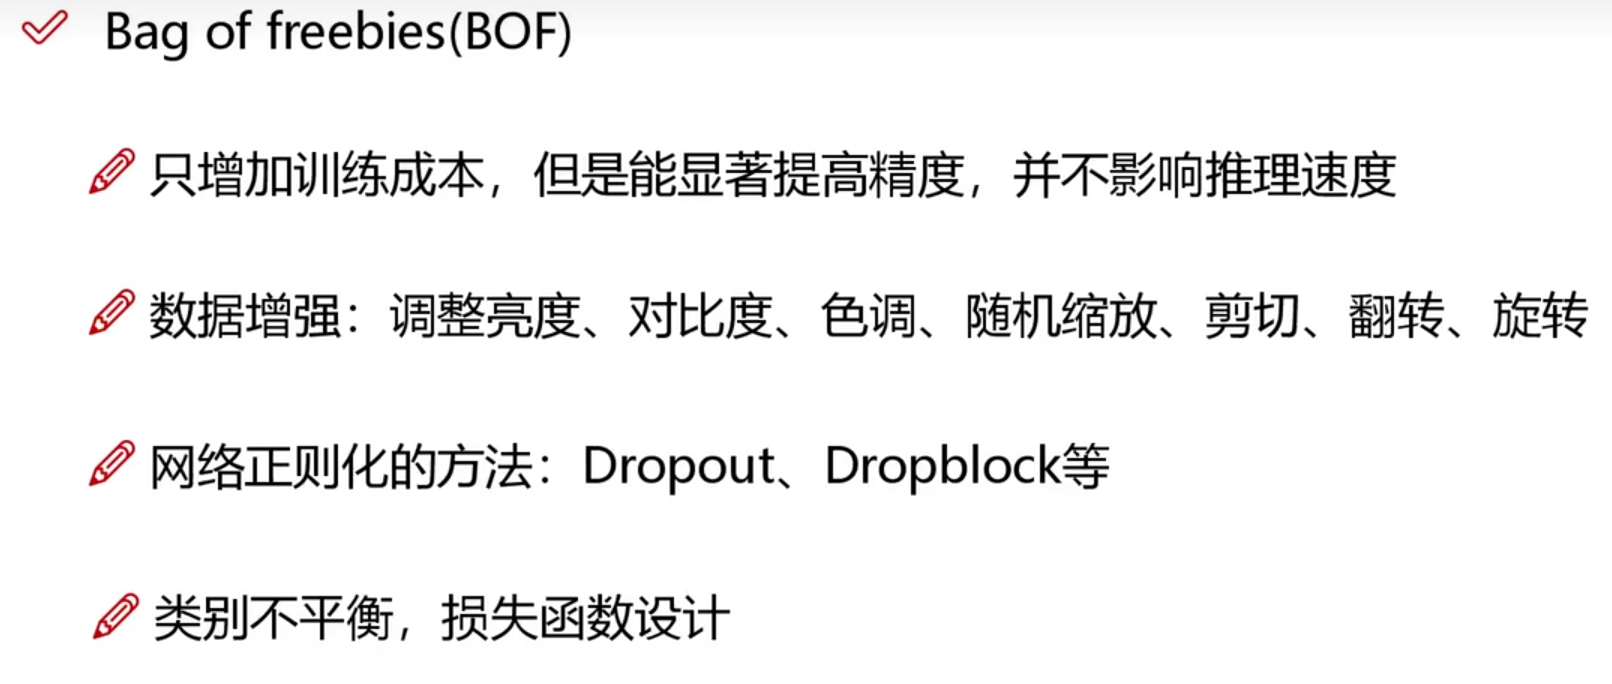 Bag of freebies(BOF)
只增加训练成本，但是能显著提高精度，并不影响推理速度
数据增强：调整亮度、对比度、色调、随机缩放、剪切、翻转、旋转
网络正则化的方法：Dropout、Dropblock等
类别不平衡，损失函数设计